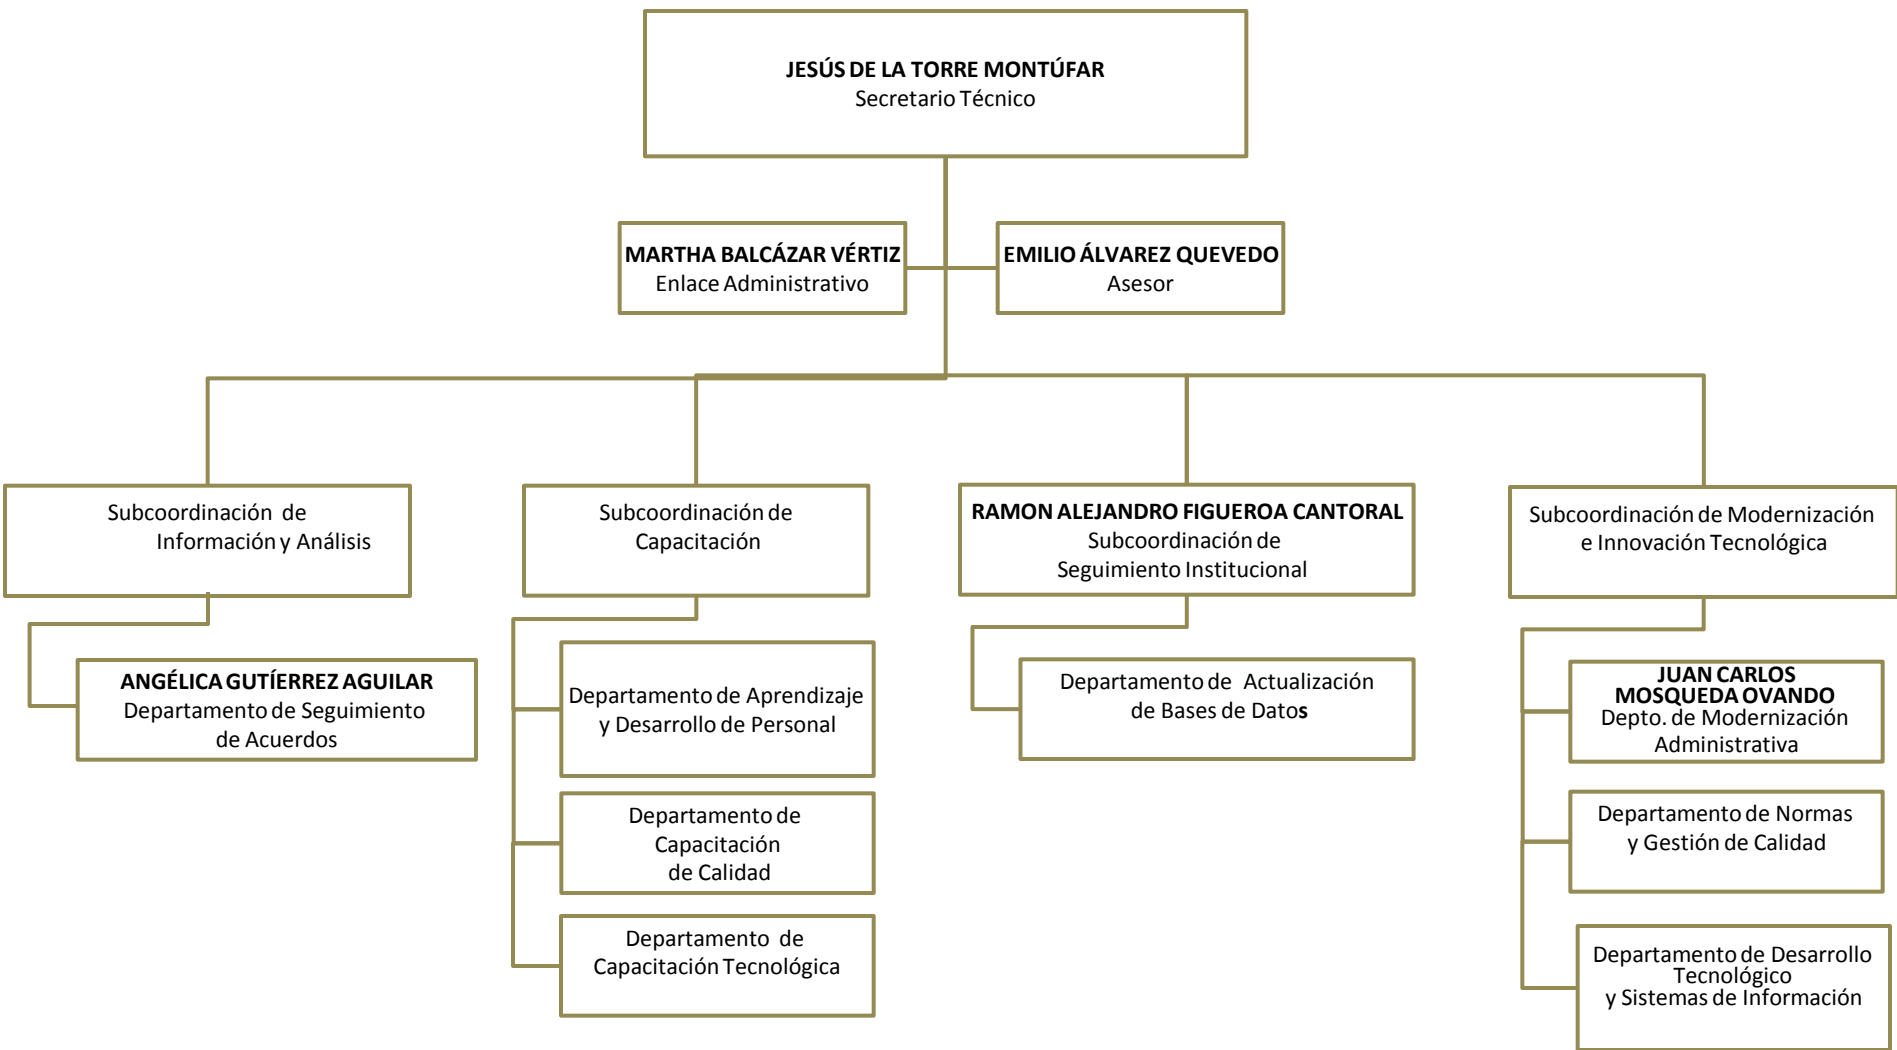 JESÚS DE LA TORRE MONTÚFAR
Secretario Técnico
MARTHA BALCÁZAR VÉRTIZ
Enlace Administrativo
EMILIO ÁLVAREZ QUEVEDO
Asesor
Subcoordinación de
Información y Análisis
Subcoordinación de
Capacitación
RAMON ALEJANDRO FIGUEROA CANTORAL
Subcoordinación de
Seguimiento Institucional
Subcoordinación de Modernización
e Innovación Tecnológica
ANGÉLICA GUTÍERREZ AGUILAR
Departamento de Seguimiento
de Acuerdos
Departamento de Aprendizaje
y Desarrollo de Personal
Departamento de
Capacitación
de Calidad
Departamento de
Capacitación Tecnológica
Departamento de Actualización
de Bases de Datos
JUAN CARLOS
MOSQUEDA OVANDO
Depto. de Modernización
Administrativa
Departamento de Normas
y Gestión de Calidad
Departamento de Desarrollo
Tecnológico
y Sistemas de Información